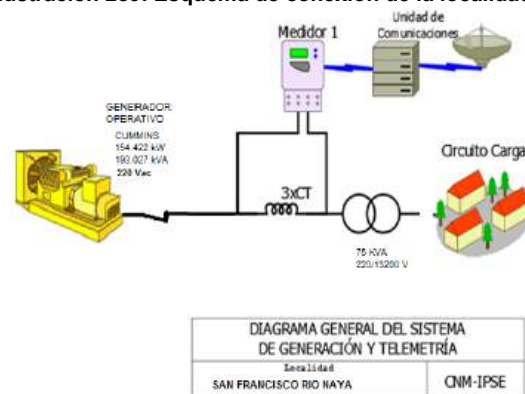 Unidad de
Comunicaciones
Medidor 1
GENERADOR
OPERATIVO
CUMMINS
154.422 kW
193.027 kVA
220 Vac
Circuito Carga
3xCT
75 KVA
220/13200 V
DIAGRAMA GENERAL DEL SISTEMA
DE GENERACIÓN Y TELEMETRÍA
Localidad
SAN FRANCISCO RIO NAYA
CNM-IPSE